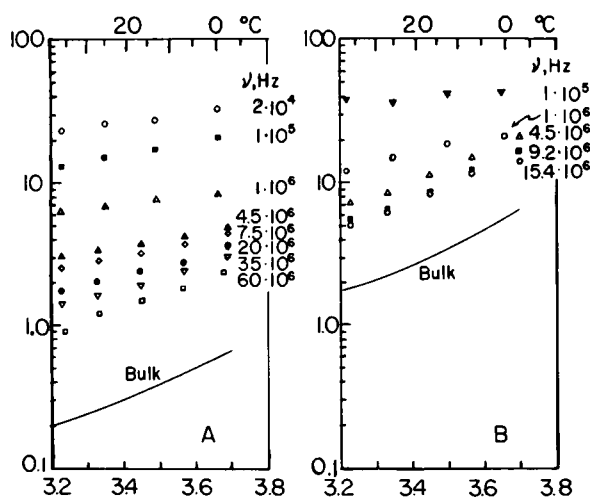 20 0 °C
100
ν,Hz
2·10⁴
1·10⁵
10
1·10⁶
4.5·10⁶
7.5·10⁶
20·10⁶
35·10⁶
60·10⁶
1.0
Bulk
A
0.1
3.2 3.4 3.6 3.8
20 0 °C
100
ν,Hz
1·10⁵
1·10⁶
4.5·10⁶
9.2·10⁶
15.4·10⁶
10
Bulk
1.0
B
0.1
3.2 3.4 3.6 3.8